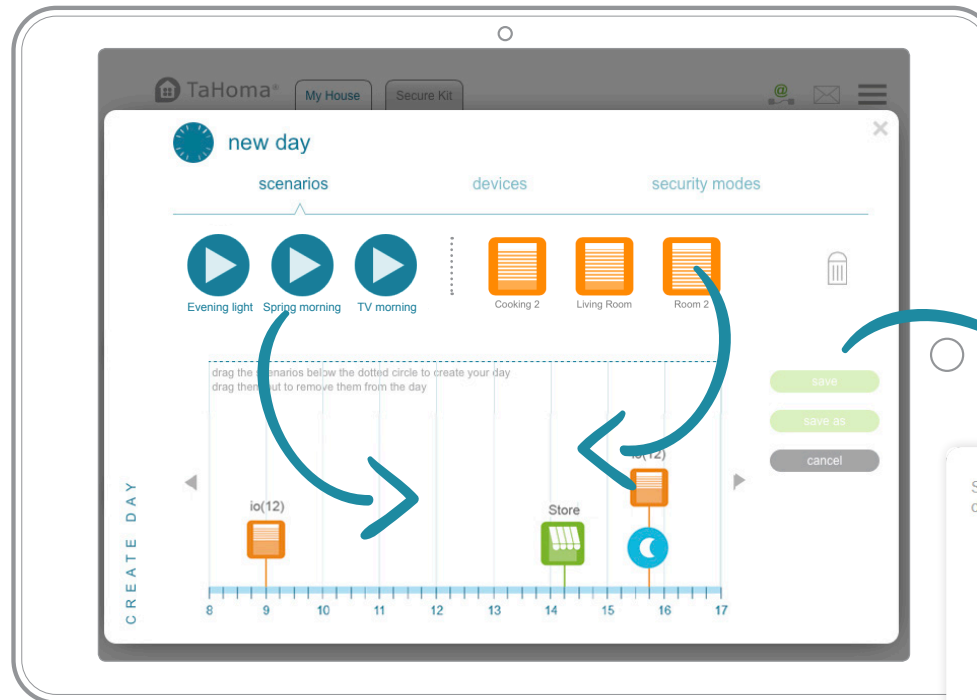 TaHoma®
My House
Secure Kit
@
new day
scenarios
devices
security modes
Evening light
Spring morning
TV morning
Cooking 2
Living Room
Room 2
drag the scenarios below the dotted circle to create your day
drag them out to remove them from the day
save
save as
cancel
CREATE DAY
io(12)
Store
io(12)
8 9 10 11 12 13 14 15 16 17